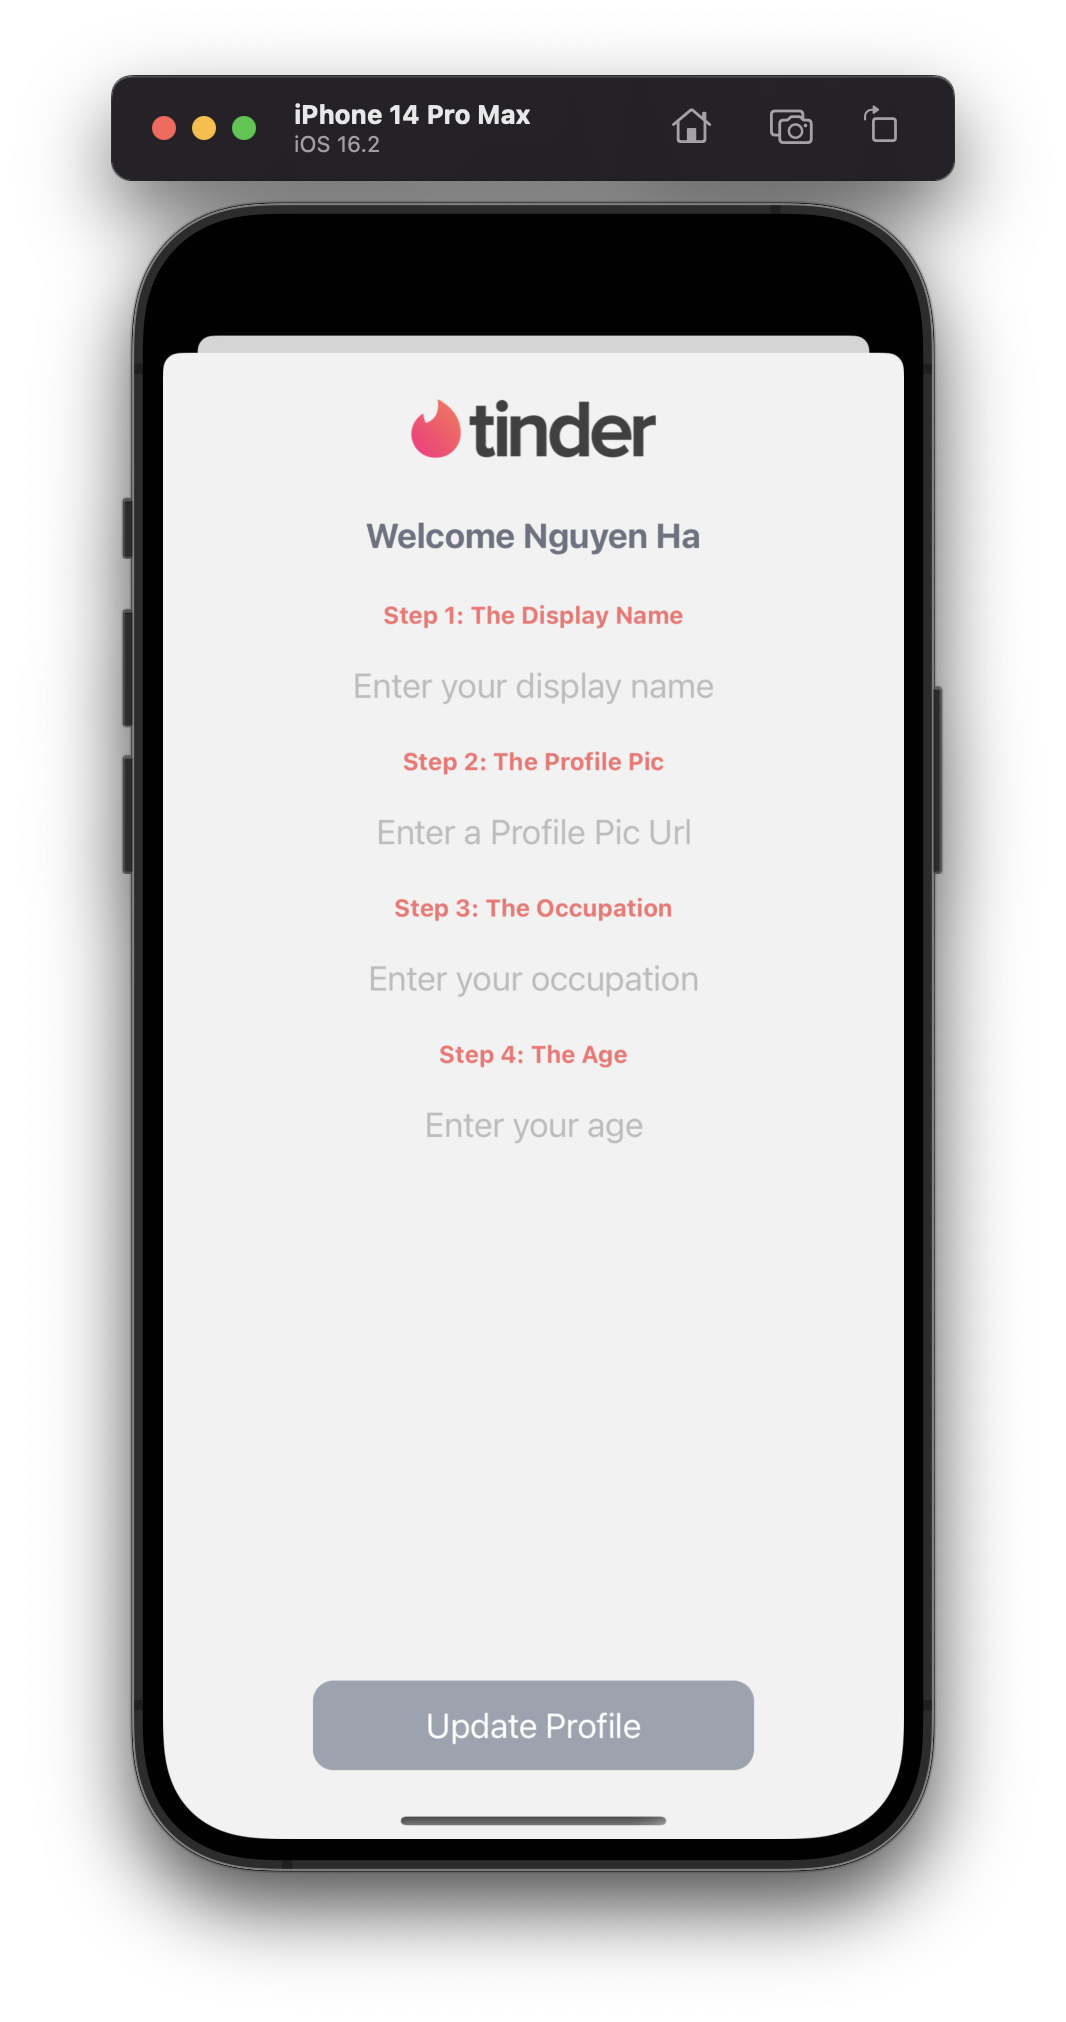 iPhone 14 Pro Max
iOS 16.2
tinder
Welcome Nguyen Ha
Step 1: The Display Name
Enter your display name
Step 2: The Profile Pic
Enter a Profile Pic Url
Step 3: The Occupation
Enter your occupation
Step 4: The Age
Enter your age
Update Profile